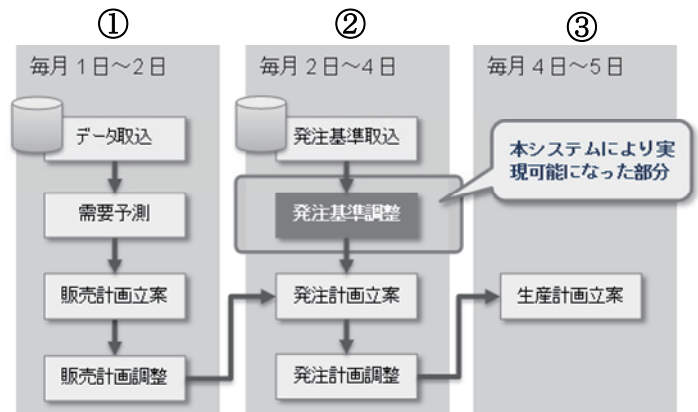 ①
②
③
毎月1日～2日
毎月2日～4日
毎月4日～5日
データ取込
需要予測
販売計画立案
販売計画調整
発注基準取込
発注基準調整
発注計画立案
発注計画調整
本システムにより実
現可能になった部分
生産計画立案